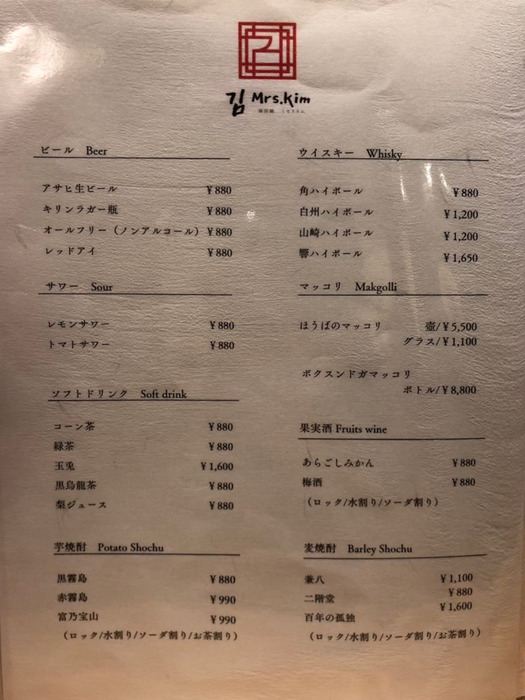 김 Mrs.Kim
ビール Beer
アサヒ生ビール ¥880
キリンラガー瓶 ¥880
オールフリー（ノンアルコール） ¥880
レッドアイ ¥880
サワー Sour
レモンサワー ¥880
トマトサワー ¥880
ソフトドリンク Soft drink
コーン茶 ¥880
緑茶 ¥880
玉兎 ¥1,600
黒烏龍茶 ¥880
梨ジュース ¥880
芋焼酎 Potato Shochu
黒霧島 ¥880
赤霧島 ¥990
富乃宝山 ¥990
（ロック/水割り/ソーダ割り/お茶割り）
ウイスキー Whisky
角ハイボール ¥880
白州ハイボール ¥1,200
山崎ハイボール ¥1,200
響ハイボール ¥1,650
マッコリ Makgolli
ほうばのマッコリ 壺/¥5,500
グラス/¥1,100
ボクスンドガマッコリ
ボトル/¥8,800
果実酒 Fruits wine
あらごしみかん ¥880
梅酒 ¥880
（ロック/水割り/ソーダ割り）
麦焼酎 Barley Shochu
兼八 ¥1,100
二階堂 ¥880
百年の孤独 ¥1,600
（ロック/水割り/ソーダ割り/お茶割り）